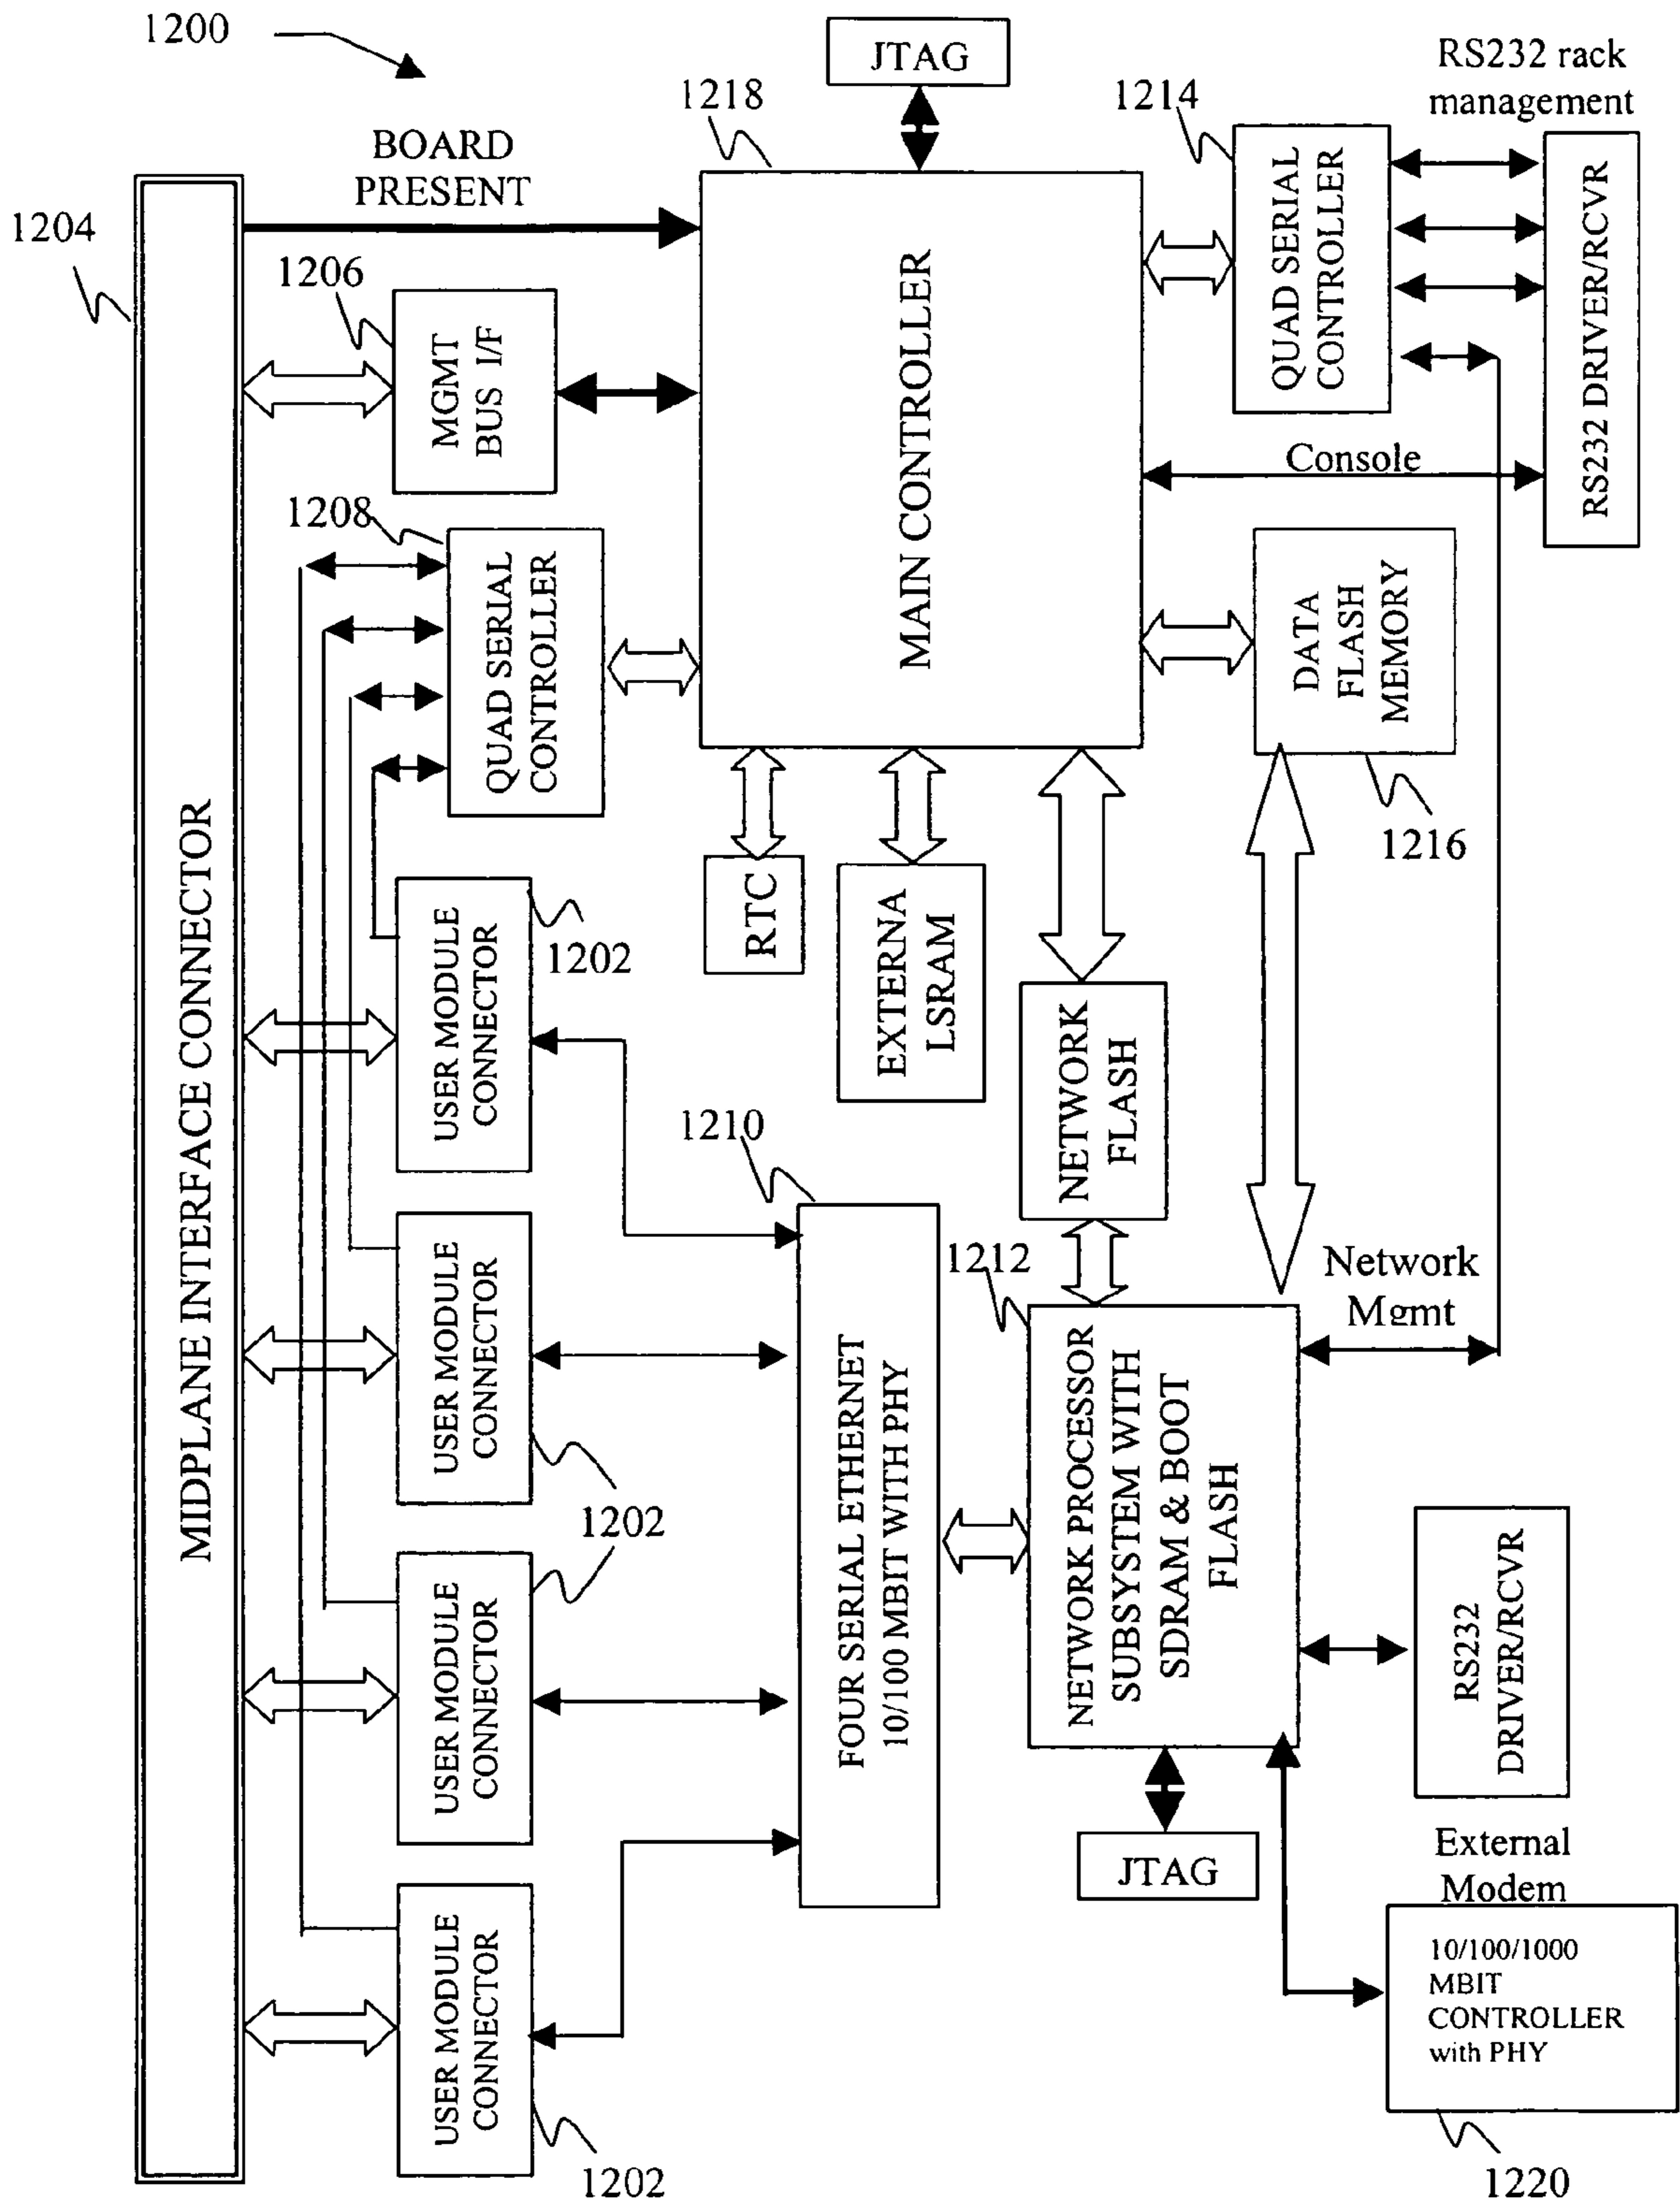 1200
JTAG
RS232 rack
management
1218
1214
BOARD
PRESENT
1204
1206
MGMT
BUS I/F
MAIN CONTROLLER
QUAD SERIAL
CONTROLLER
RS232 DRIVER/RCVR
Console
1208
QUAD SERIAL
CONTROLLER
DATA
FLASH
MEMORY
1216
MIDPLANE INTERFACE CONNECTOR
RTC
EXTERNA
LSRAM
USER MODULE
CONNECTOR
1202
NETWORK
FLASH
1210
1212
Network
Mgmt
USER MODULE
CONNECTOR
1202
FOUR SERIAL ETHERNET
10/100 MBIT WITH PHY
NETWORK PROCESSOR
SUBSYSTEM WITH
SDRAM & BOOT
FLASH
USER MODULE
CONNECTOR
RS232
DRIVER/RCVR
JTAG
External
Modem
USER MODULE
CONNECTOR
1202
10/100/1000
MBIT
CONTROLLER
with PHY
1220